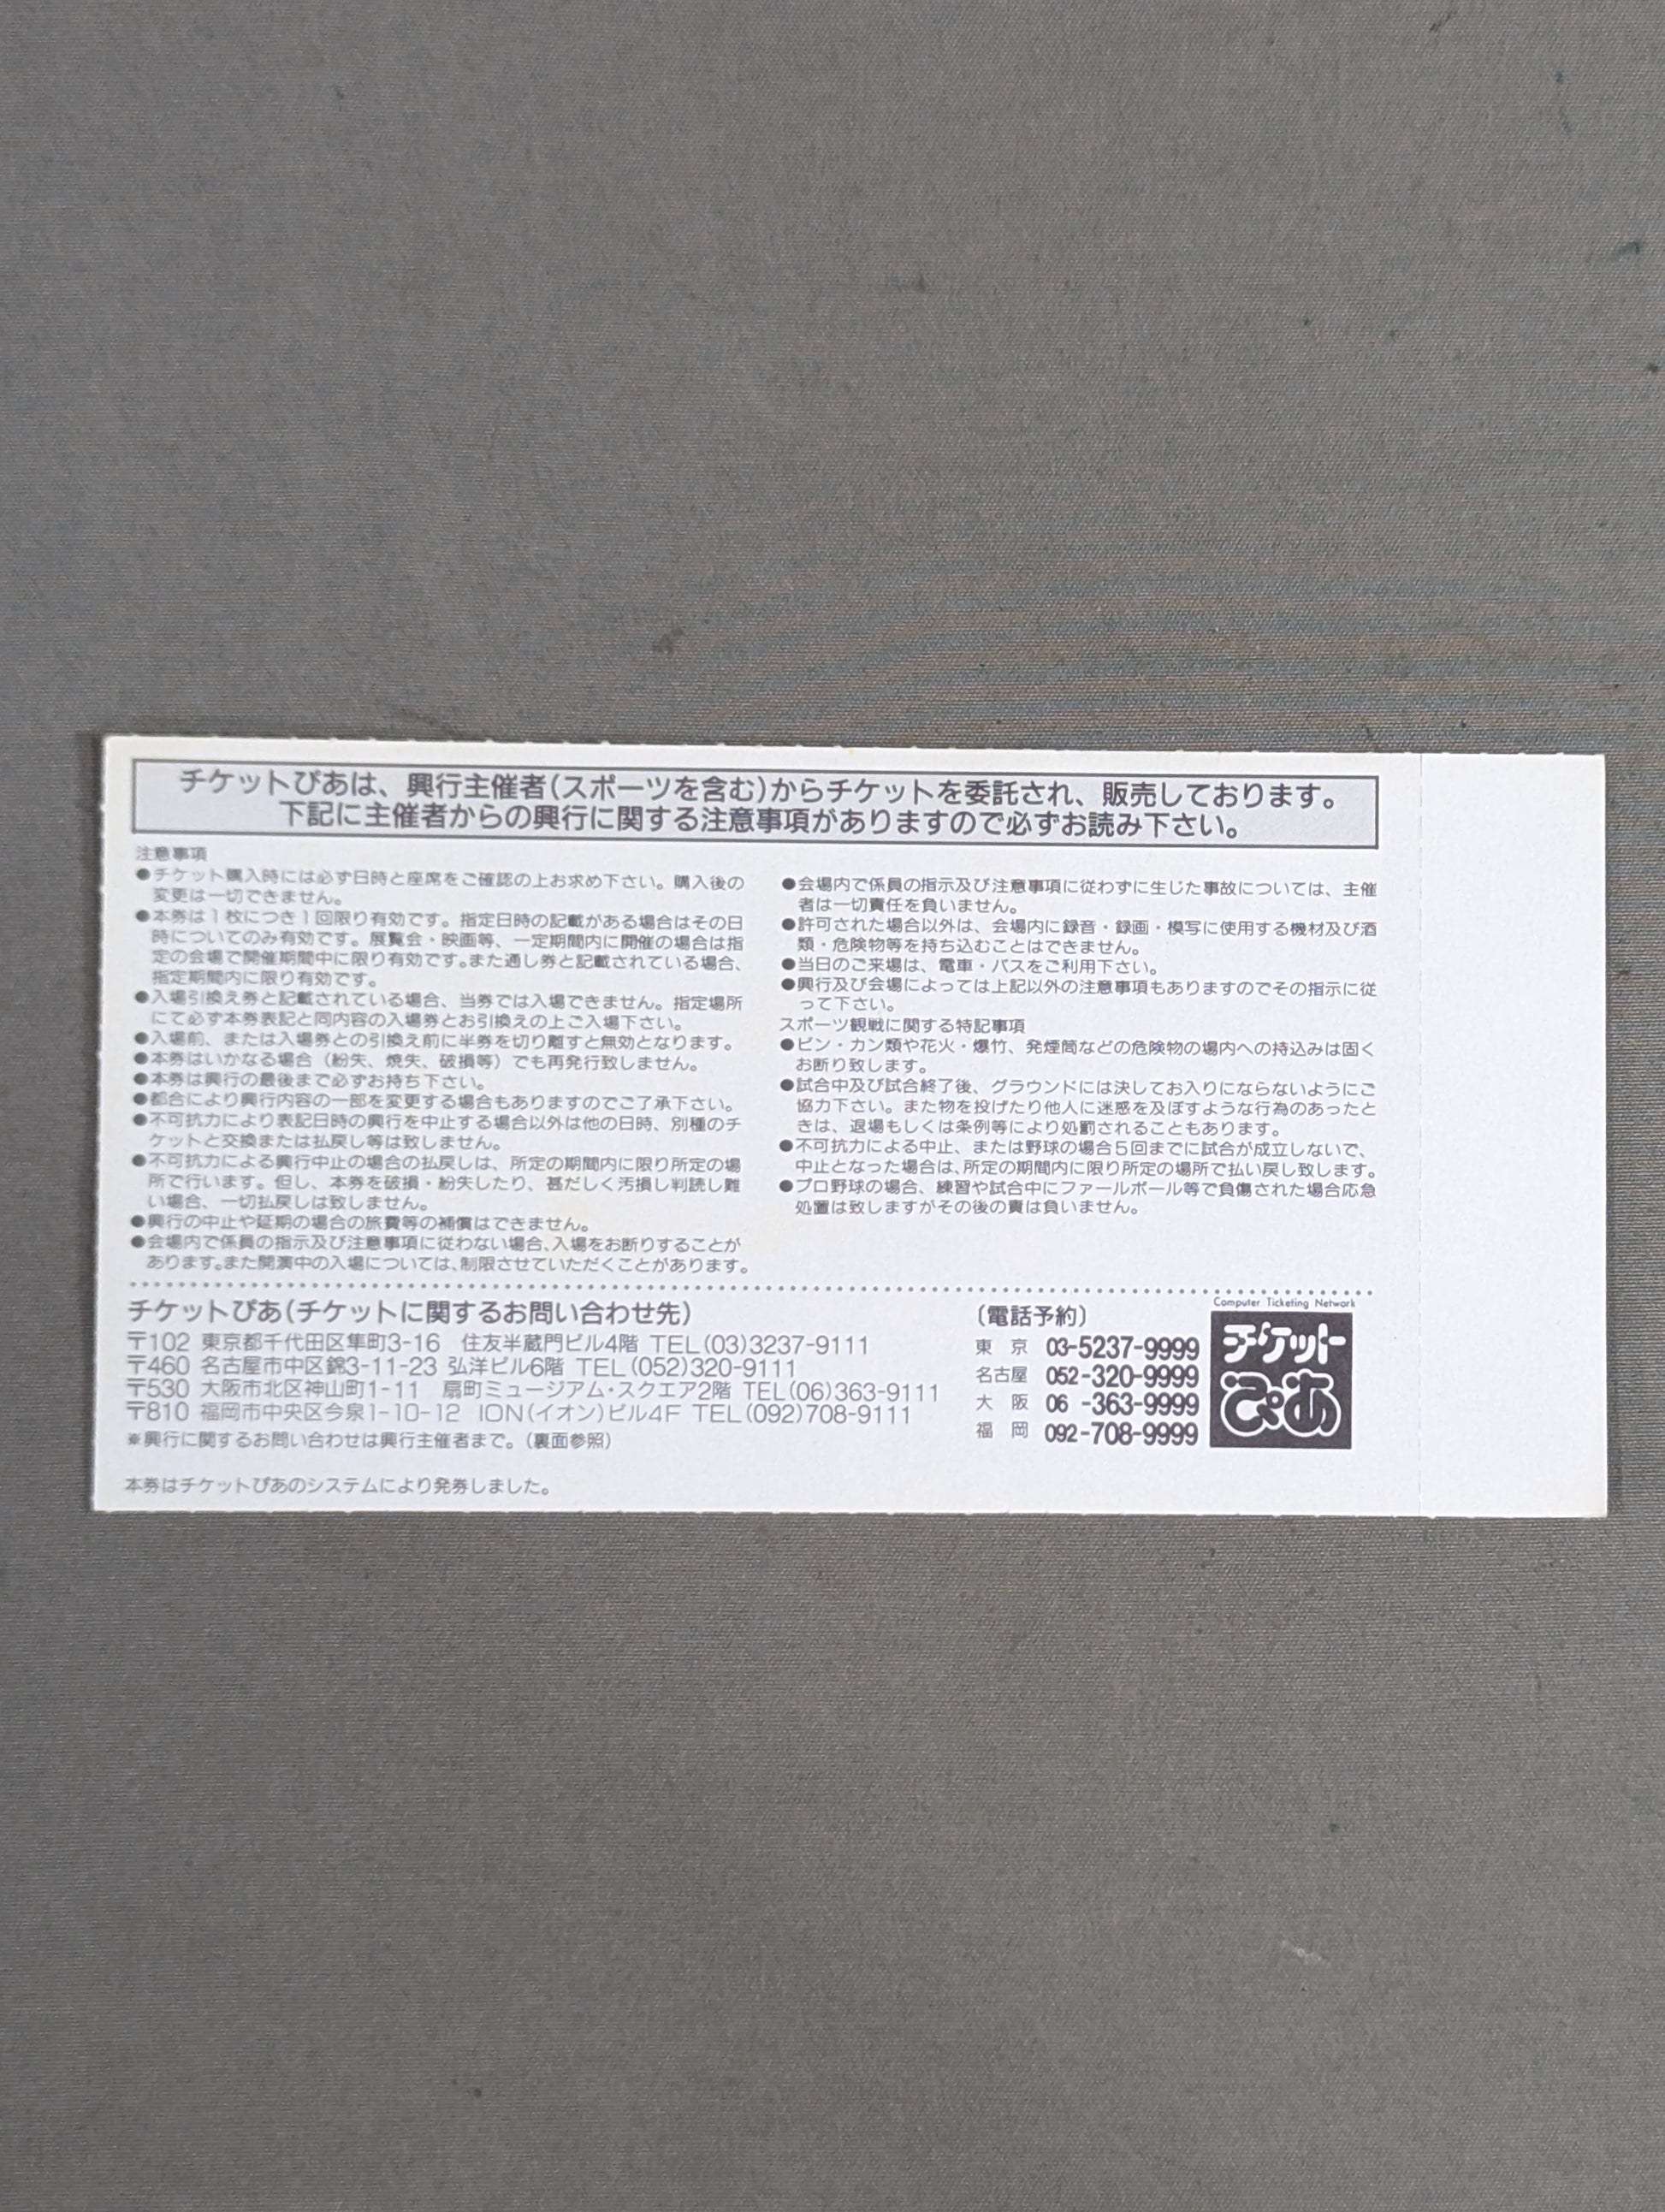 チケットぴあは、興行主催者(スポーツを含む)からチケットを委託され、販売しております。
下記に主催者からの興行に関する注意事項がありますので必ずお読み下さい。
注意事項
●チケット購入時には必ず日時と座席をご確認の上お求め下さい。購入後の
変更は一切できません。
●本券は1枚につき1回限り有効です。指定日時の記載がある場合はその日
時についてのみ有効です。展覧会・映画等、一定期間内に開催の場合は指
定の会場で開催期間中に限り有効です。また通し券と記載されている場合、
指定期間内に限り有効です。
●入場引換え券と記載されている場合、当券では入場できません。指定場所
にて必ず本券表記と同内容の入場券とお引換えの上ご入場下さい。
●入場前、または入場券との引換え前に半券を切り離すと無効となります。
●本券はいかなる場合（紛失、焼失、破損等）でも再発行致しません。
●本券は興行の最後まで必ずお持ち下さい。
●都合により興行内容の一部を変更する場合もありますのでご了承下さい。
●不可抗力により表記日時の興行を中止する場合以外は他の日時、別種のチ
ケットと交換または払戻し等は致しません。
●不可抗力による興行中止の場合の払戻しは、所定の期間内に限り所定の場
所で行います。但し、本券を破損・紛失したり、甚だしく汚損し判読し難
い場合、一切払戻しは致しません。
●興行の中止や延期の場合の旅費等の補償はできません。
●会場内で係員の指示及び注意事項に従わない場合、入場をお断りすることが
あります。また開演中の入場については、制限させていただくことがあります。
●会場内で係員の指示及び注意事項に従わずに生じた事故については、主催
者は一切責任を負いません。
●許可された場合以外は、会場内に録音・録画・模写に使用する機材及び酒
類・危険物等を持ち込むことはできません。
●当日のご来場は、電車・バスをご利用下さい。
●興行及び会場によっては上記以外の注意事項もありますのでその指示に従
って下さい。
スポーツ観戦に関する特記事項
●ビン・カン類や花火・爆竹、発煙筒などの危険物の場内への持込みは固く
お断り致します。
●試合中及び試合終了後、グラウンドには決してお入りにならないようにご
協力下さい。また物を投げたり他人に迷惑を及ぼすような行為のあったと
きは、退場もしくは条例等により処罰されることもあります。
●不可抗力による中止、または野球の場合5回までに試合が成立しないで、
中止となった場合は、所定の期間内に限り所定の場所で払い戻し致します。
●プロ野球の場合、練習や試合中にファールボール等で負傷された場合応急
処置は致しますがその後の責は負いません。
チケットぴあ(チケットに関するお問い合わせ先)
〒102 東京都千代田区隼町3-16 住友半蔵門ビル4階 TEL(03)3237-9111
〒460 名古屋市中区錦3-11-23 弘洋ビル6階 TEL(052)320-9111
〒530 大阪市北区神山町1-11 扇町ミュージアム・スクエア2階 TEL(06)363-9111
〒810 福岡市中央区今泉1-10-12 ION(イオン)ビル4F TEL(092)708-9111
※興行に関するお問い合わせは興行主催者まで。(裏面参照)
本券はチケットぴあのシステムにより発券しました。
〔電話予約〕
東京 03-5237-9999
名古屋 052-320-9999
大阪 06-363-9999
福岡 092-708-9999
Computer Ticketing Network
チケット
ぴあ